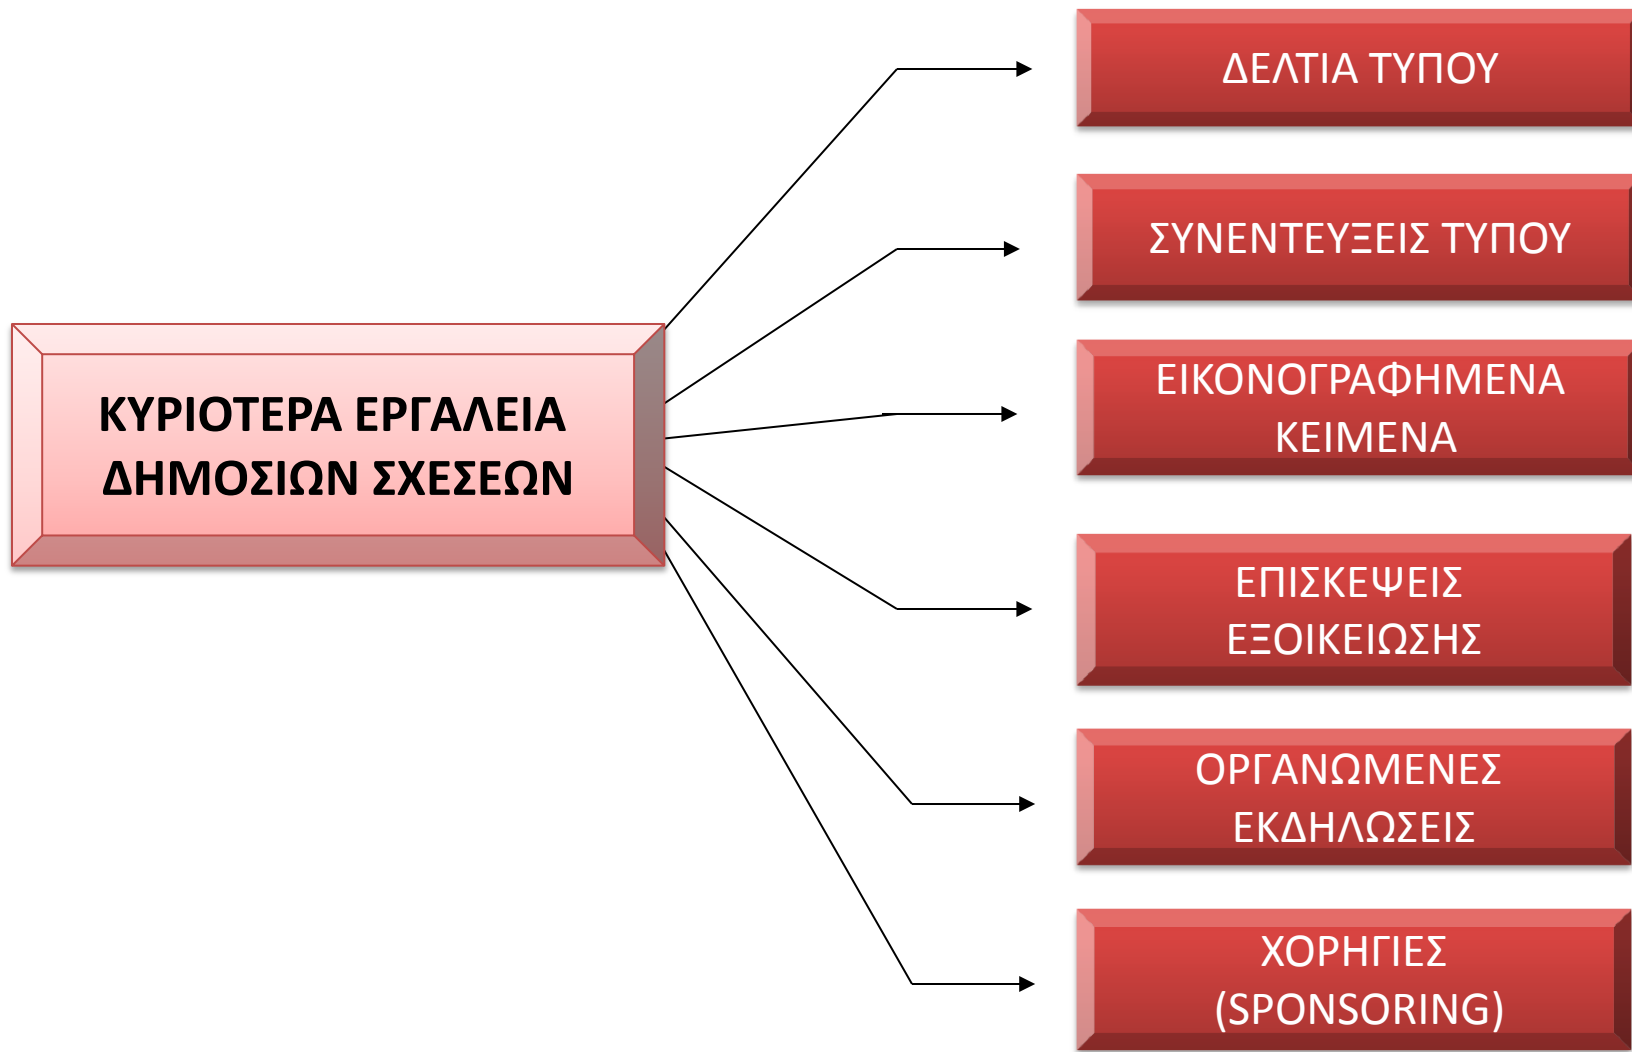 ΚΥΡΙΟΤΕΡΑ ΕΡΓΑΛΕΙΑ
ΔΗΜΟΣΙΩΝ ΣΧΕΣΕΩΝ
ΔΕΛΤΙΑ ΤΥΠΟΥ
ΣΥΝΕΝΤΕΥΞΕΙΣ ΤΥΠΟΥ
ΕΙΚΟΝΟΓΡΑΦΗΜΕΝΑ
ΚΕΙΜΕΝΑ
ΕΠΙΣΚΕΨΕΙΣ
ΕΞΟΙΚΕΙΩΣΗΣ
ΟΡΓΑΝΩΜΕΝΕΣ
ΕΚΔΗΛΩΣΕΙΣ
ΧΟΡΗΓΙΕΣ
(SPONSORING)